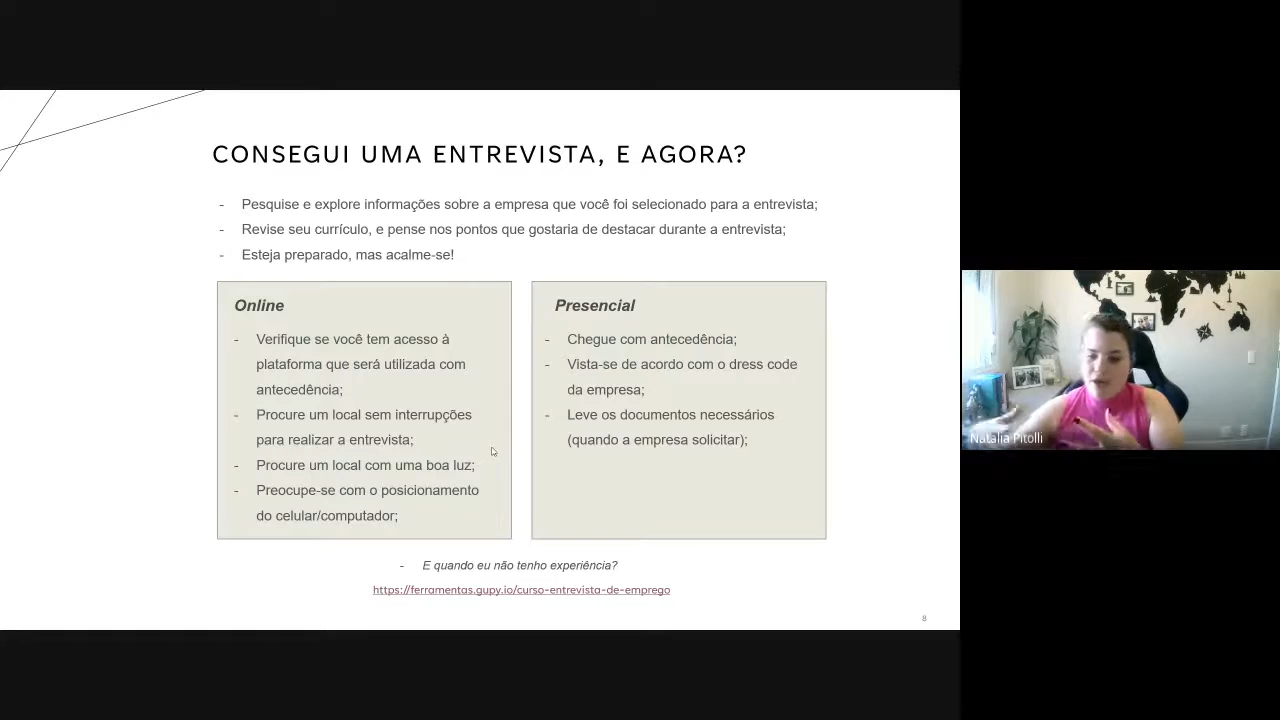 CONSEGUI UMA ENTREVISTA, E AGORA?
- Pesquise e explore informações sobre a empresa que você foi selecionado para a entrevista;
- Revise seu currículo, e pense nos pontos que gostaria de destacar durante a entrevista;
- Esteja preparado, mas acalme-se!
Online
- Verifique se você tem acesso à
plataforma que será utilizada com
antecedência;
- Procure um local sem interrupções
para realizar a entrevista;
- Procure um local com uma boa luz;
- Preocupe-se com o posicionamento
do celular/computador;
Presencial
- Chegue com antecedência;
- Vista-se de acordo com o dress code
da empresa;
- Leve os documentos necessários
(quando a empresa solicitar);
- E quando eu não tenho experiência?
https://ferramentas.gupy.io/curso-entrevista-de-emprego
8
Natalia Pitolli